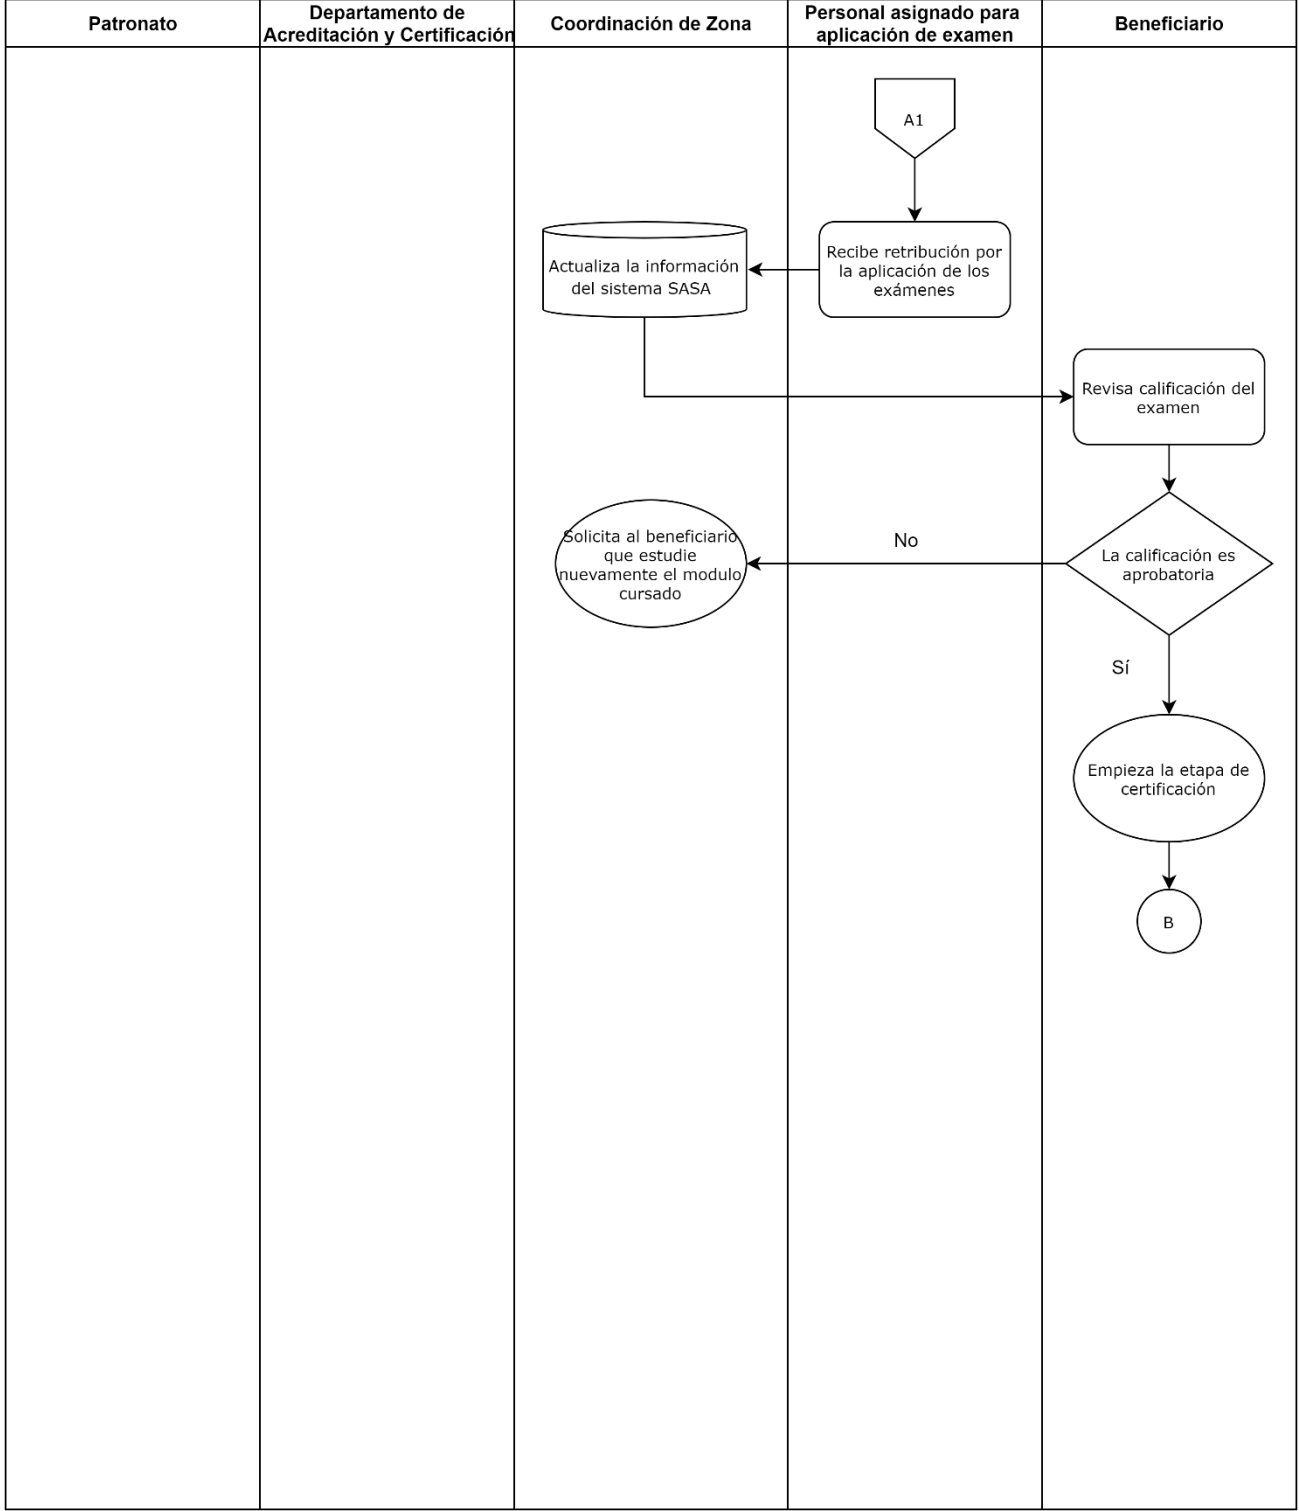 Patronato
Departamento de
Acreditación y Certificación
Coordinación de Zona
Personal asignado para
aplicación de examen
Beneficiario
A1
Actualiza la información
del sistema SASA
Recibe retribución por
la aplicación de los
exámenes
Revisa calificación del
examen
Solicita al beneficiario
que estudie
nuevamente el modulo
cursado
No
La calificación es
aprobatoria
Sí
Empieza la etapa de
certificación
B